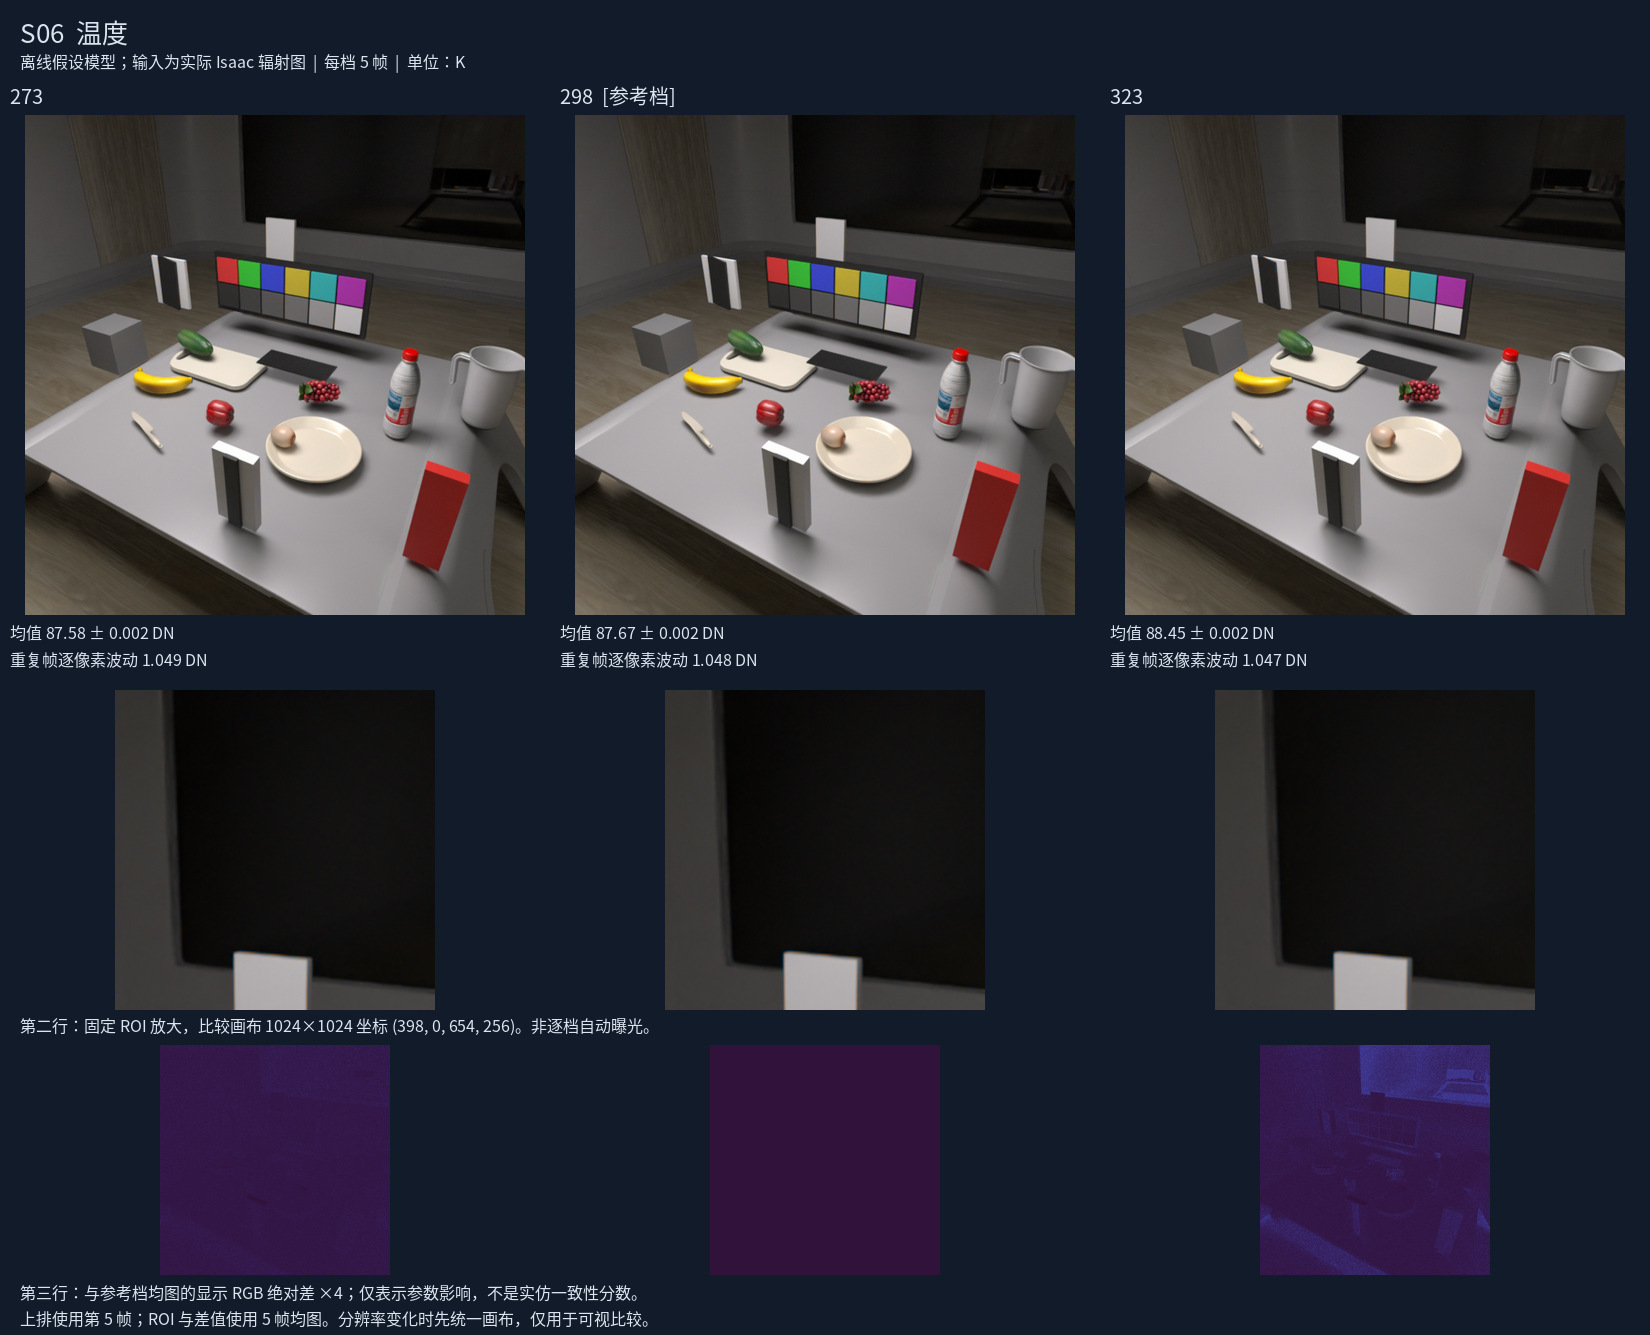 S06 温度
离线假设模型；输入为实际 Isaac 辐射图 | 每档 5 帧 | 单位：K
273
298 [参考档]
323
均值 87.58 ± 0.002 DN
重复帧逐像素波动 1.049 DN
均值 87.67 ± 0.002 DN
重复帧逐像素波动 1.048 DN
均值 88.45 ± 0.002 DN
重复帧逐像素波动 1.047 DN
第二行：固定 ROI 放大，比较画布 1024×1024 坐标 (398, 0, 654, 256)。非逐档自动曝光。
第三行：与参考档均图的显示 RGB 绝对差 ×4；仅表示参数影响，不是实仿一致性分数。
上排使用第 5 帧；ROI 与差值使用 5 帧均图。分辨率变化时先统一画布，仅用于可视比较。